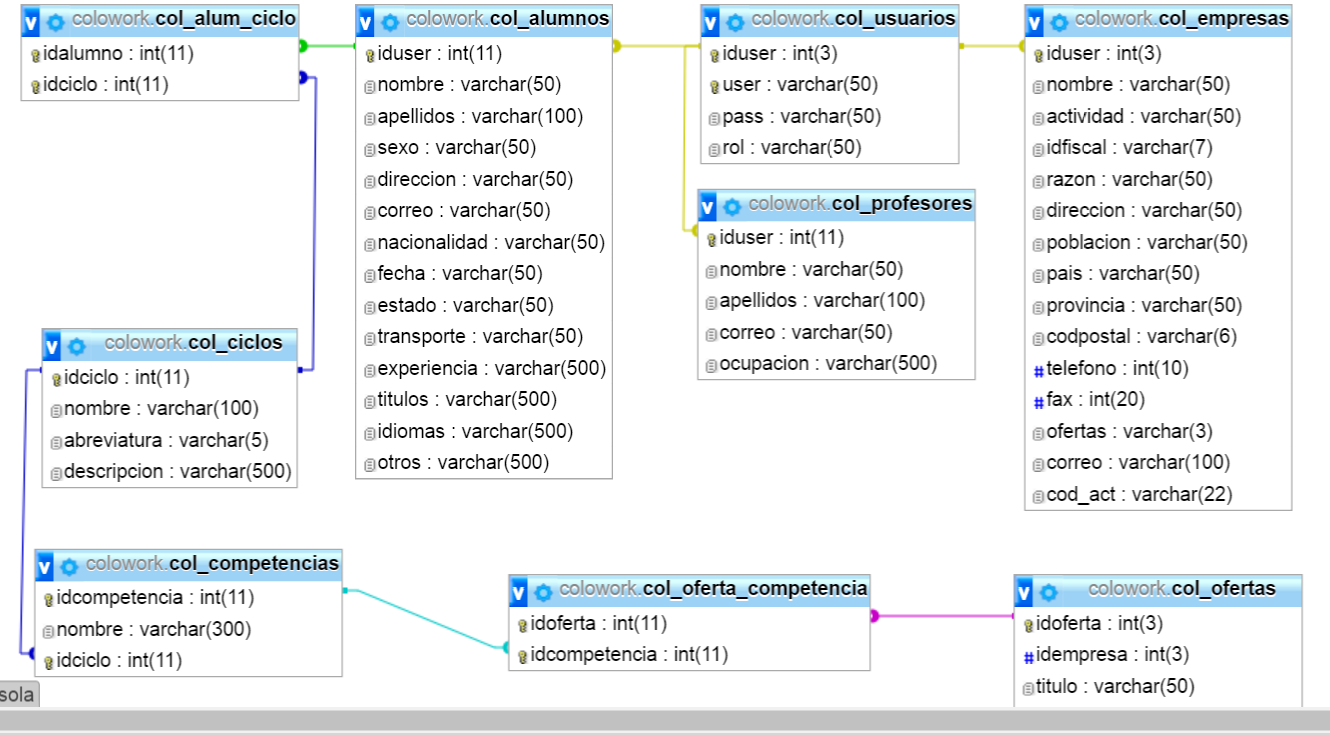 v colowork.col_alum_ciclo
idalumno : int(11)
idciclo : int(11)
v colowork.col_alumnos
iduser : int(11)
nombre : varchar(50)
apellidos : varchar(100)
sexo : varchar(50)
direccion : varchar(50)
correo : varchar(50)
nacionalidad : varchar(50)
fecha : varchar(50)
estado : varchar(50)
transporte : varchar(50)
experiencia : varchar(500)
titulos : varchar(500)
idiomas : varchar(500)
otros : varchar(500)
v colowork.col_usuarios
iduser : int(3)
user : varchar(50)
pass : varchar(50)
rol : varchar(50)
v colowork.col_profesores
iduser : int(11)
nombre : varchar(50)
apellidos : varchar(100)
correo : varchar(50)
ocupacion : varchar(500)
v colowork.col_empresas
iduser : int(3)
nombre : varchar(50)
actividad : varchar(50)
idfiscal : varchar(7)
razon : varchar(50)
direccion : varchar(50)
poblacion : varchar(50)
pais : varchar(50)
provincia : varchar(50)
codpostal : varchar(6)
# telefono : int(10)
# fax : int(20)
ofertas : varchar(3)
correo : varchar(100)
cod_act : varchar(22)
v colowork.col_ciclos
idciclo : int(11)
nombre : varchar(100)
abreviatura : varchar(5)
descripcion : varchar(500)
v colowork.col_competencias
idcompetencia : int(11)
nombre : varchar(300)
idciclo : int(11)
v colowork.col_oferta_competencia
idoferta : int(11)
idcompetencia : int(11)
v colowork.col_ofertas
idoferta : int(3)
# idempresa : int(3)
titulo : varchar(50)
sola